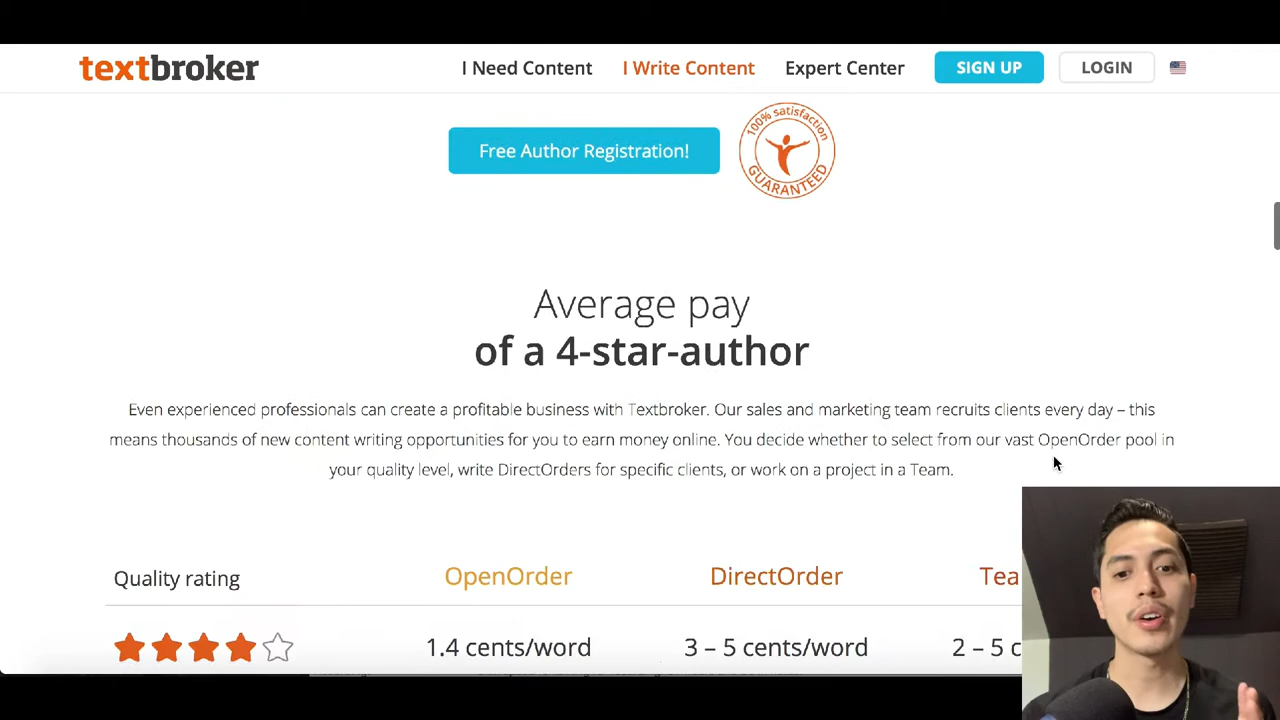 textbroker
I Need Content
I Write Content
Expert Center
SIGN UP
LOGIN
Free Author Registration!
100% satisfaction
GUARANTEED
Average pay
of a 4-star-author
Even experienced professionals can create a profitable business with Textbroker. Our sales and marketing team recruits clients every day – this
means thousands of new content writing opportunities for you to earn money online. You decide whether to select from our vast OpenOrder pool in
your quality level, write DirectOrders for specific clients, or work on a project in a Team.
Quality rating
OpenOrder
DirectOrder
Tea
1.4 cents/word
3 – 5 cents/word
2 – 5 c